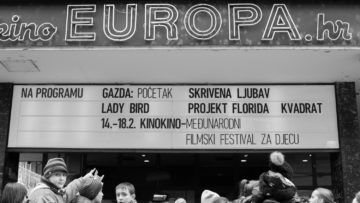 kino EUROPA.hr
NA PROGRAMU GAZDA: POČETAK SKRIVENA LJUBAV
LADY BIRD PROJEKT FLORIDA KVADRAT
14.-18.2. KINOKINO-MEĐUNARODNI
FILMSKI FESTIVAL ZA DJECU